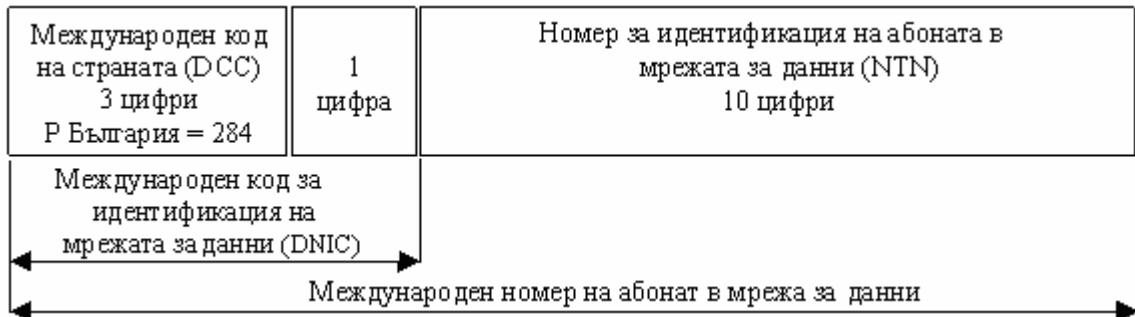 Международен код
на страната (DCC)
3 цифри
Р България = 284
1
цифра
Номер за идентификация на абоната в
мрежата за данни (NTN)
10 цифри
Международен код за
идентификация на
мрежата за данни (DNIC)
Международен номер на абонат в мрежа за данни